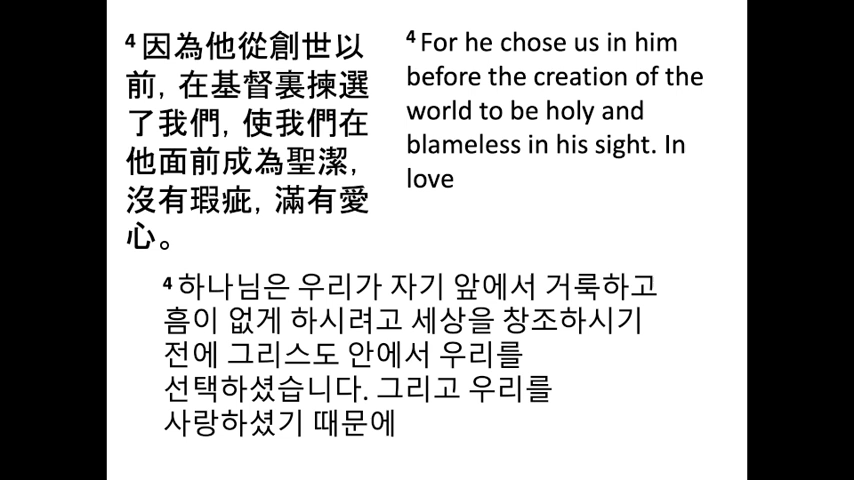 4 因為他從創世以
前, 在基督裏揀選
了我們, 使我們在
他面前成為聖潔,
沒有瑕疵, 滿有愛
心。
4 For he chose us in him
before the creation of the
world to be holy and
blameless in his sight. In
love
4 하나님은 우리가 자기 앞에서 거룩하고
흠이 없게 하시려고 세상을 창조하시기
전에 그리스도 안에서 우리를
선택하셨습니다. 그리고 우리를
사랑하셨기 때문에